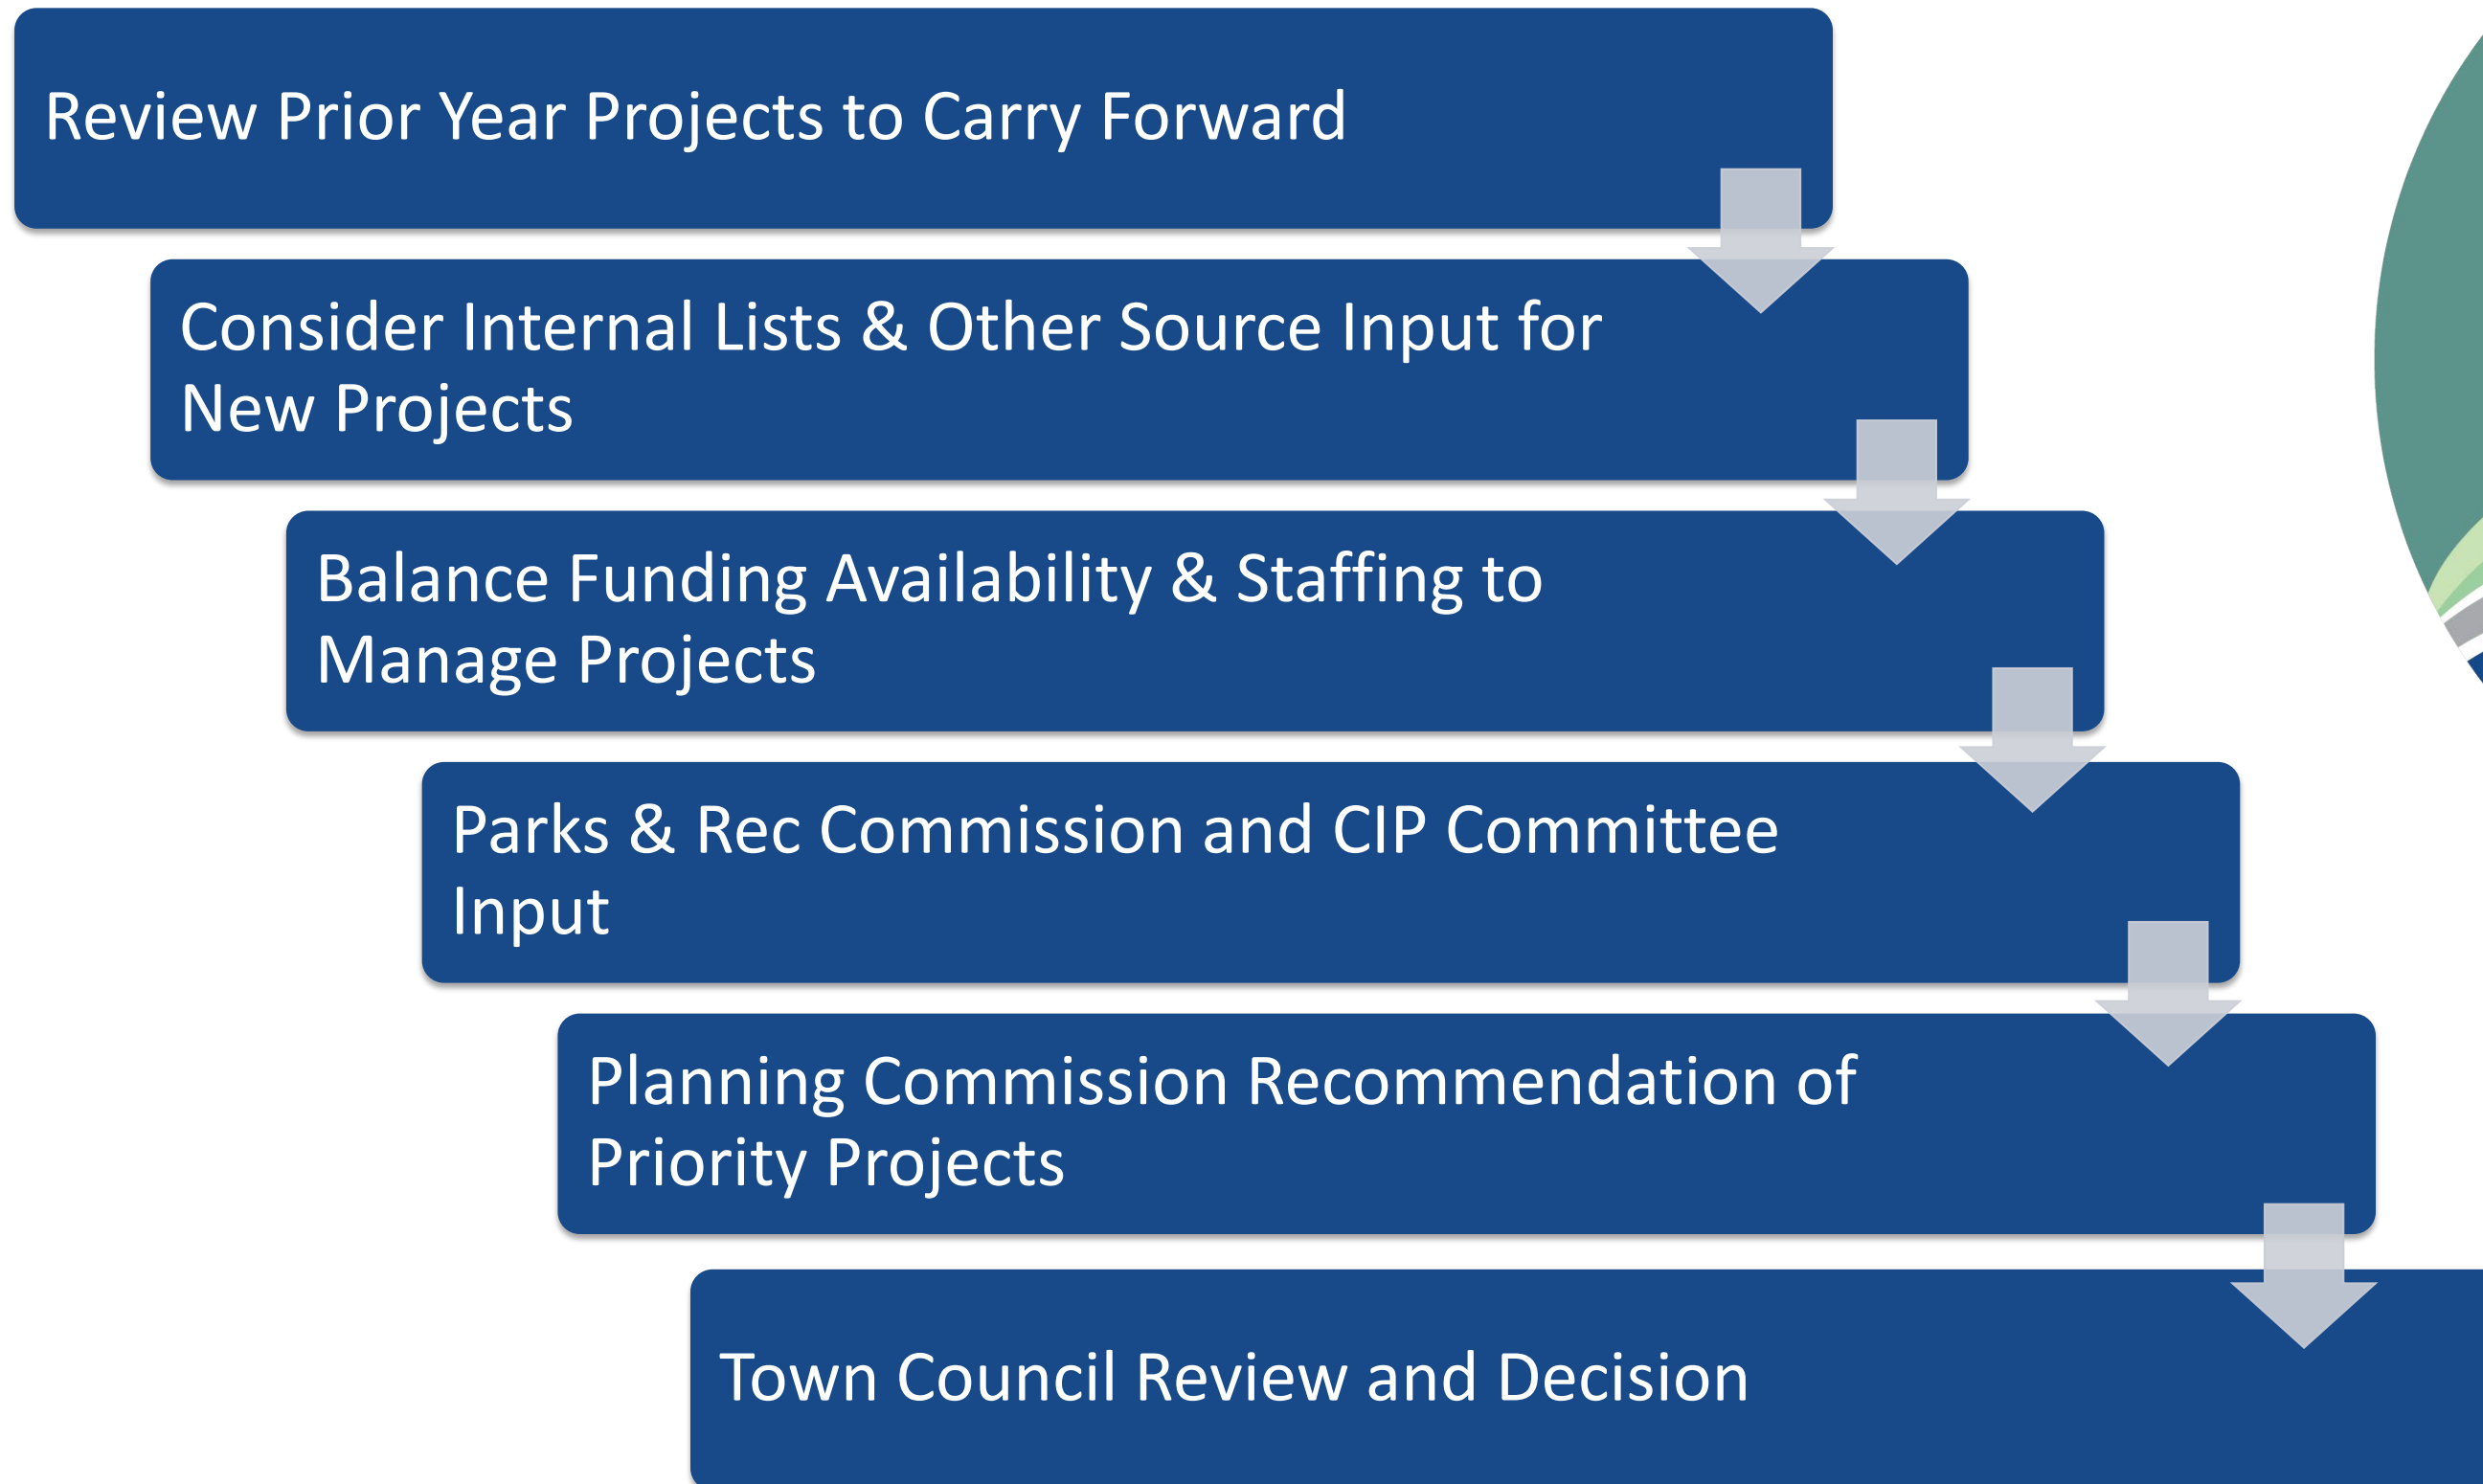 Review Prior Year Projects to Carry Forward
Consider Internal Lists & Other Source Input for
New Projects
Balance Funding Availability & Staffing to
Manage Projects
Parks & Rec Commission and CIP Committee
Input
Planning Commission Recommendation of
Priority Projects
Town Council Review and Decision